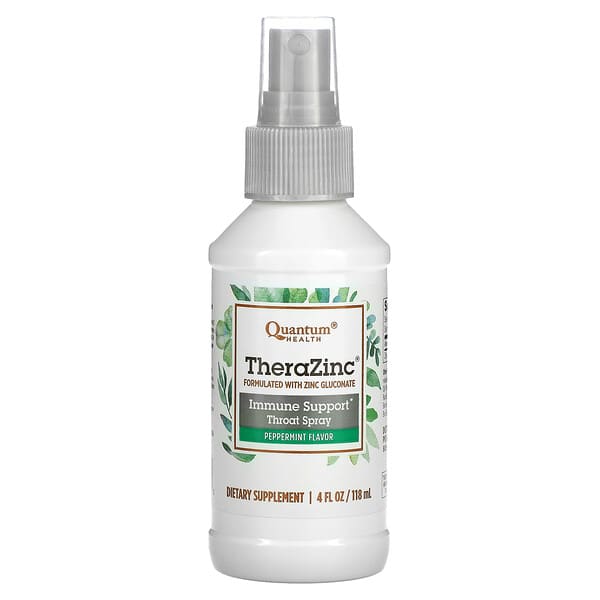 Quantum®
HEALTH
TheraZinc®
FORMULATED WITH ZINC GLUCONATE
Immune Support*
Throat Spray
PEPPERMINT FLAVOR
DIETARY SUPPLEMENT | 4 FL OZ / 118 mL